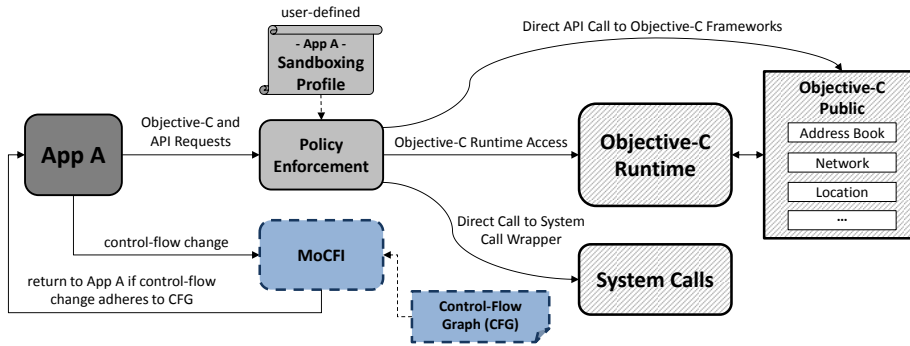 user-defined
- App A -
Sandboxing
Profile
Direct API Call to Objective-C Frameworks
Objective-C
Public
Address Book
Network
Location
...
App A
Objective-C and
API Requests
Policy
Enforcement
Objective-C Runtime Access
Objective-C
Runtime
Direct Call to System
Call Wrapper
System Calls
control-flow change
MoCFI
return to App A if control-flow
change adheres to CFG
Control-Flow
Graph (CFG)